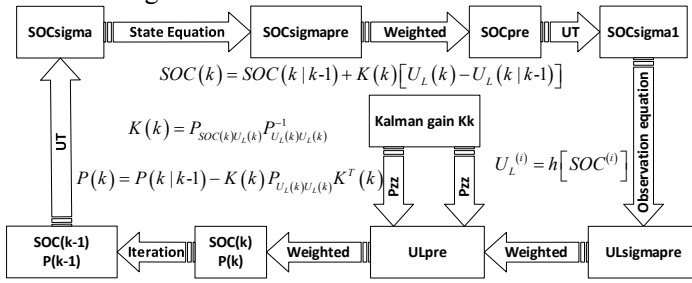 SOCsigma
State Equation
SOCsigmapre
Weighted
SOCpre
UT
SOCsigma1
SOC(k) = SOC(k | k-1) + K(k)[U_L(k) - U_L(k | k-1)]
K(k) = P_{SOC(k)U_L(k)} P_{U_L(k)U_L(k)}^{-1}
Kalman gain Kk
UT
P(k) = P(k | k-1) - K(k) P_{U_L(k)U_L(k)} K^T(k)
Pzz
Pzz
U_L^{(i)} = h[SOC^{(i)}]
Observation equation
SOC(k-1)
P(k-1)
Iteration
SOC(k)
P(k)
Weighted
ULpre
Weighted
ULsigmapre